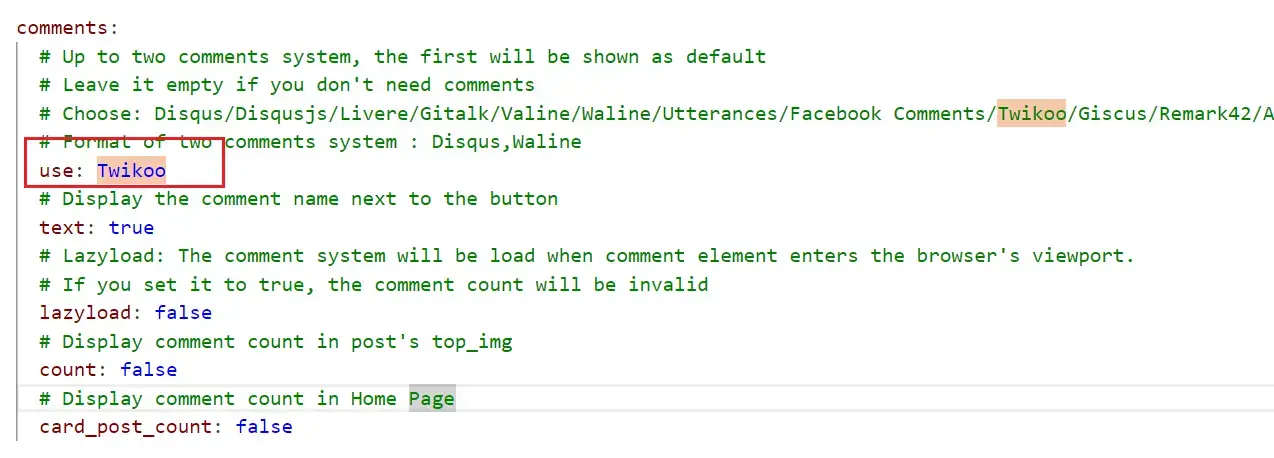 comments:
# Up to two comments system, the first will be shown as default
# Leave it empty if you don't need comments
# Choose: Disqus/Disqusjs/Livere/Gitalk/Valine/Waline/Utterances/Facebook Comments/Twikoo/Giscus/Remark42/A
# Format of two comments system : Disqus,Waline
use: Twikoo
# Display the comment name next to the button
text: true
# Lazyload: The comment system will be load when comment element enters the browser's viewport.
# If you set it to true, the comment count will be invalid
lazyload: false
# Display comment count in post's top_img
count: false
# Display comment count in Home Page
card_post_count: false